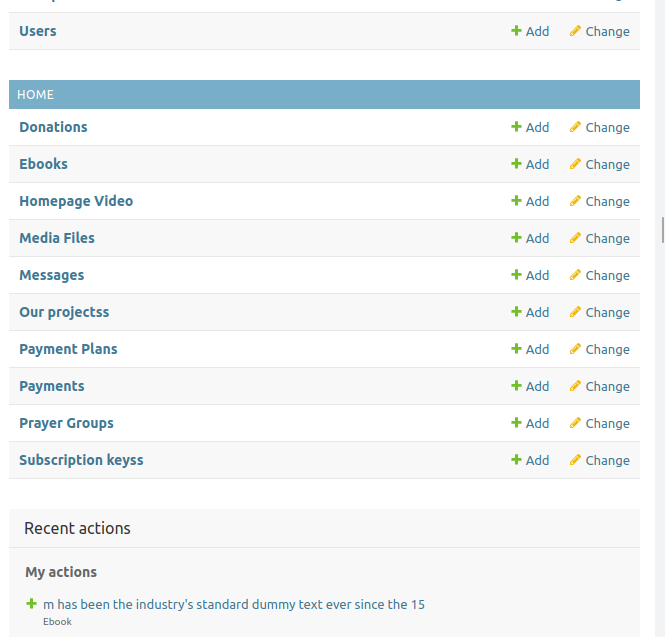 Users Add Change
HOME
Donations Add Change
Ebooks Add Change
Homepage Video Add Change
Media Files Add Change
Messages Add Change
Our projectss Add Change
Payment Plans Add Change
Payments Add Change
Prayer Groups Add Change
Subscription keyss Add Change
Recent actions
My actions
m has been the industry's standard dummy text ever since the 15
Ebook